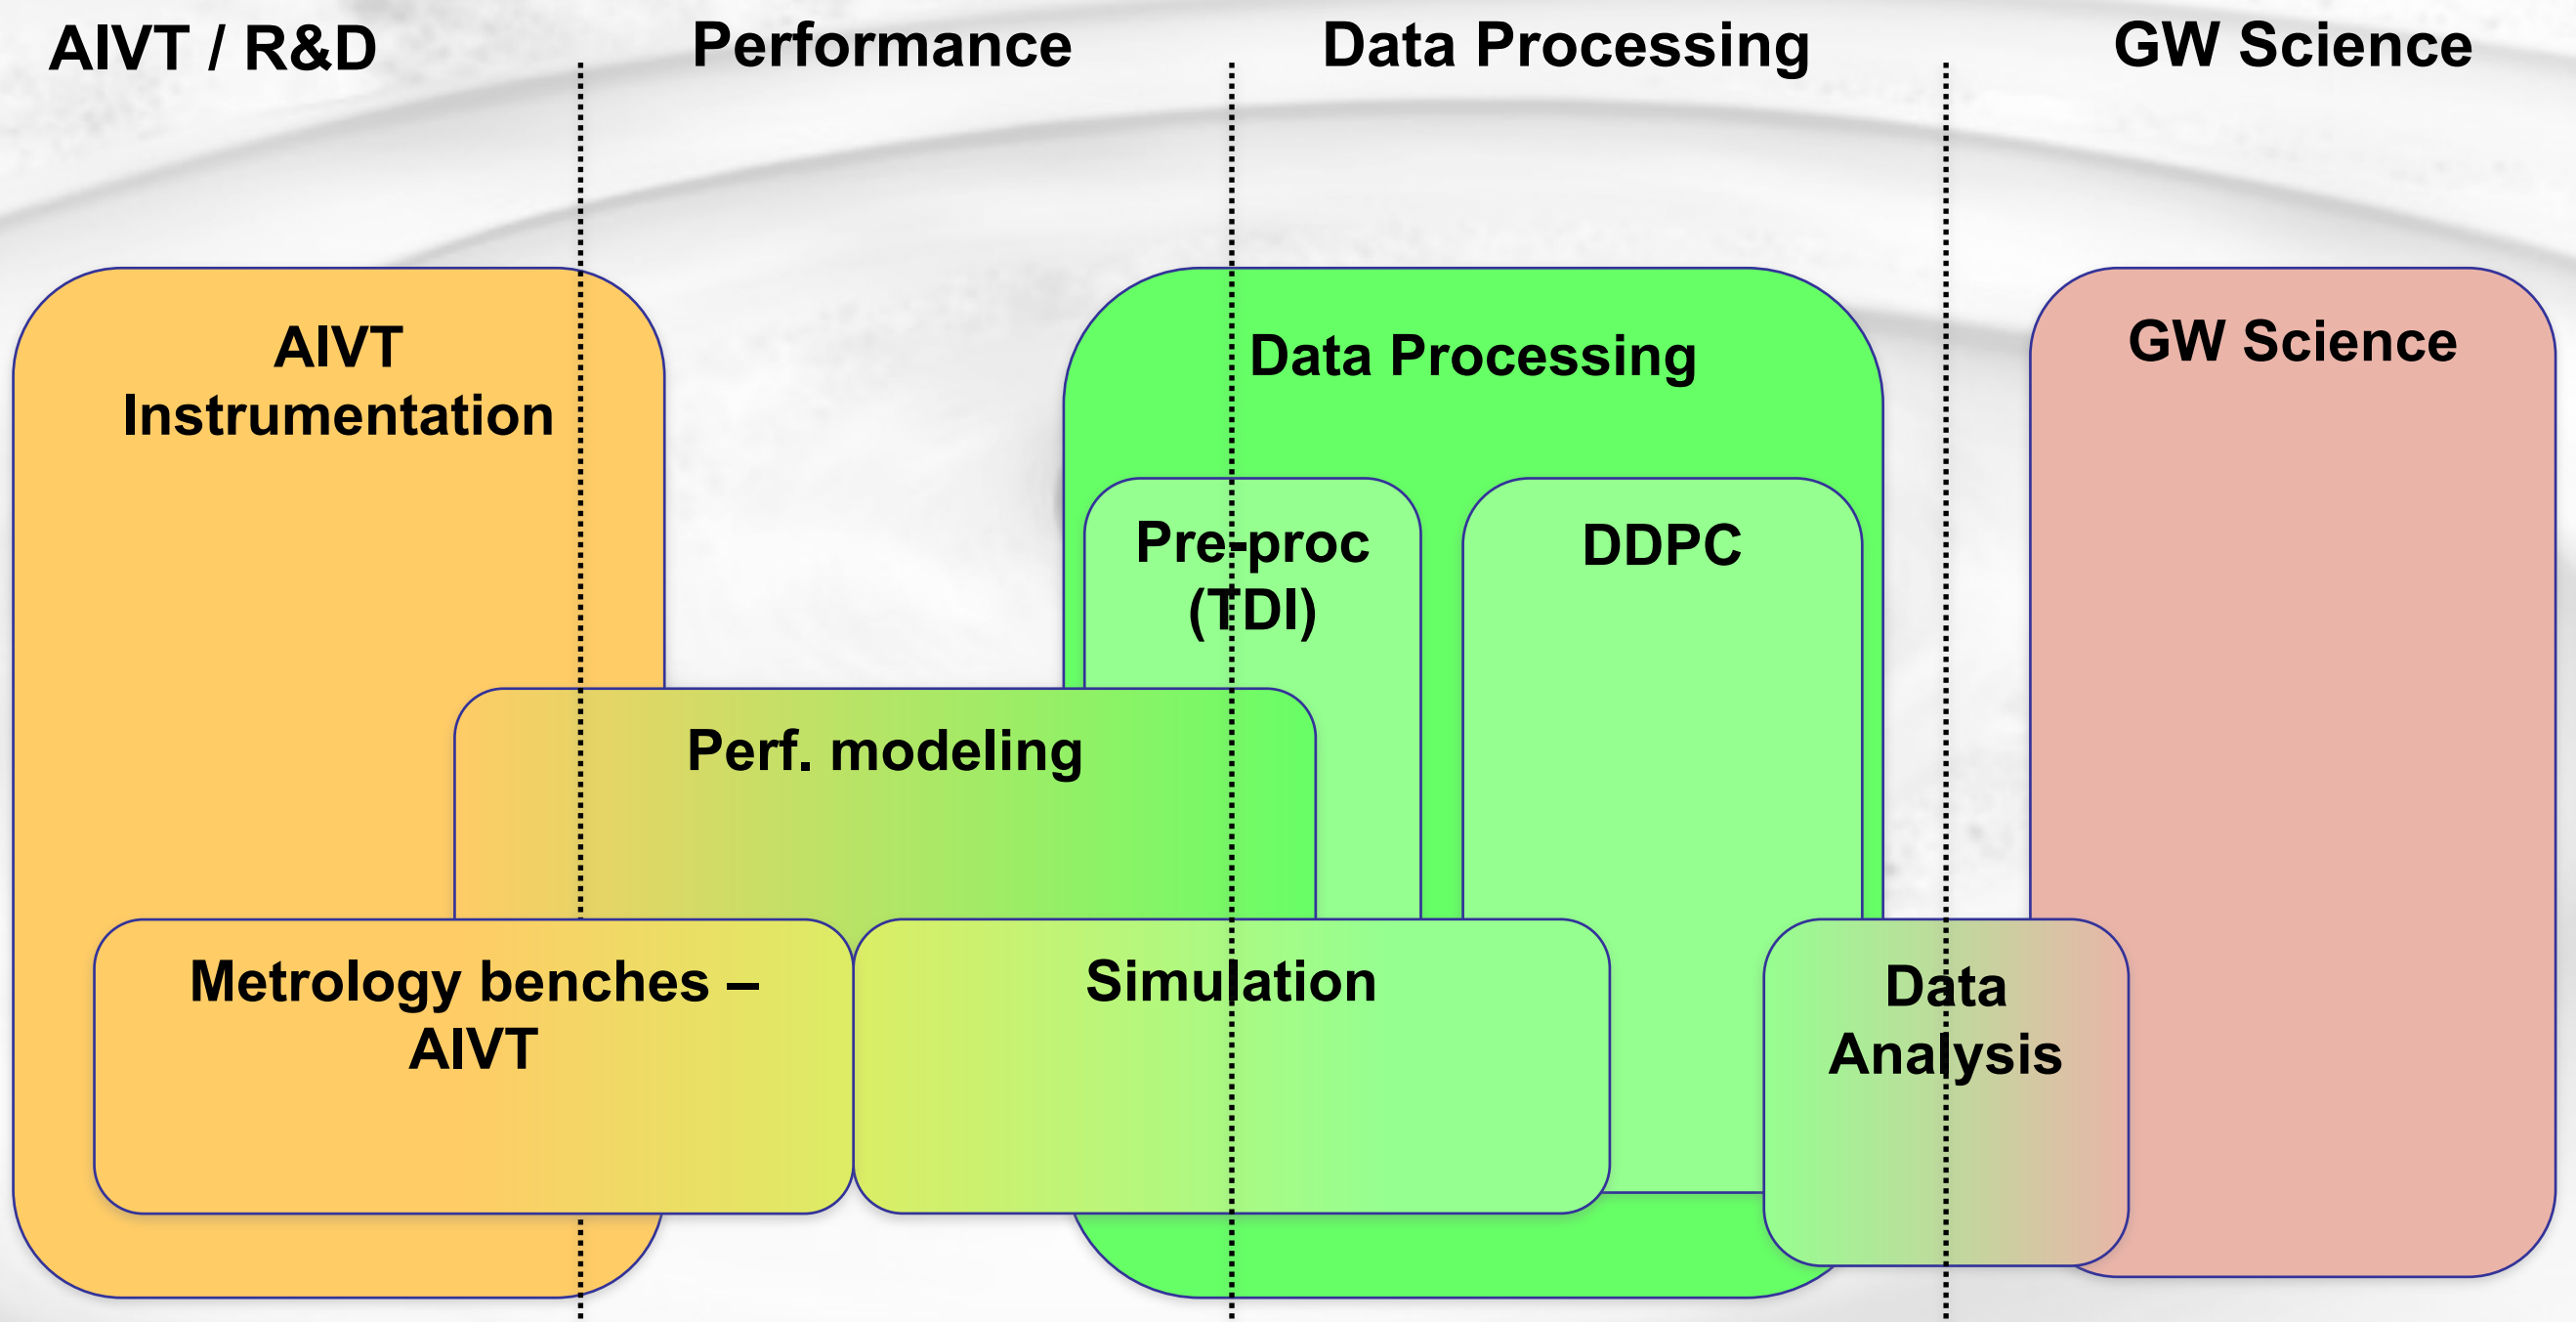 AIVT / R&D
Performance
Data Processing
GW Science
AIVT
Instrumentation
Data Processing
GW Science
Pre-proc
(TDI)
DDPC
Perf. modeling
Metrology benches –
AIVT
Simulation
Data
Analysis